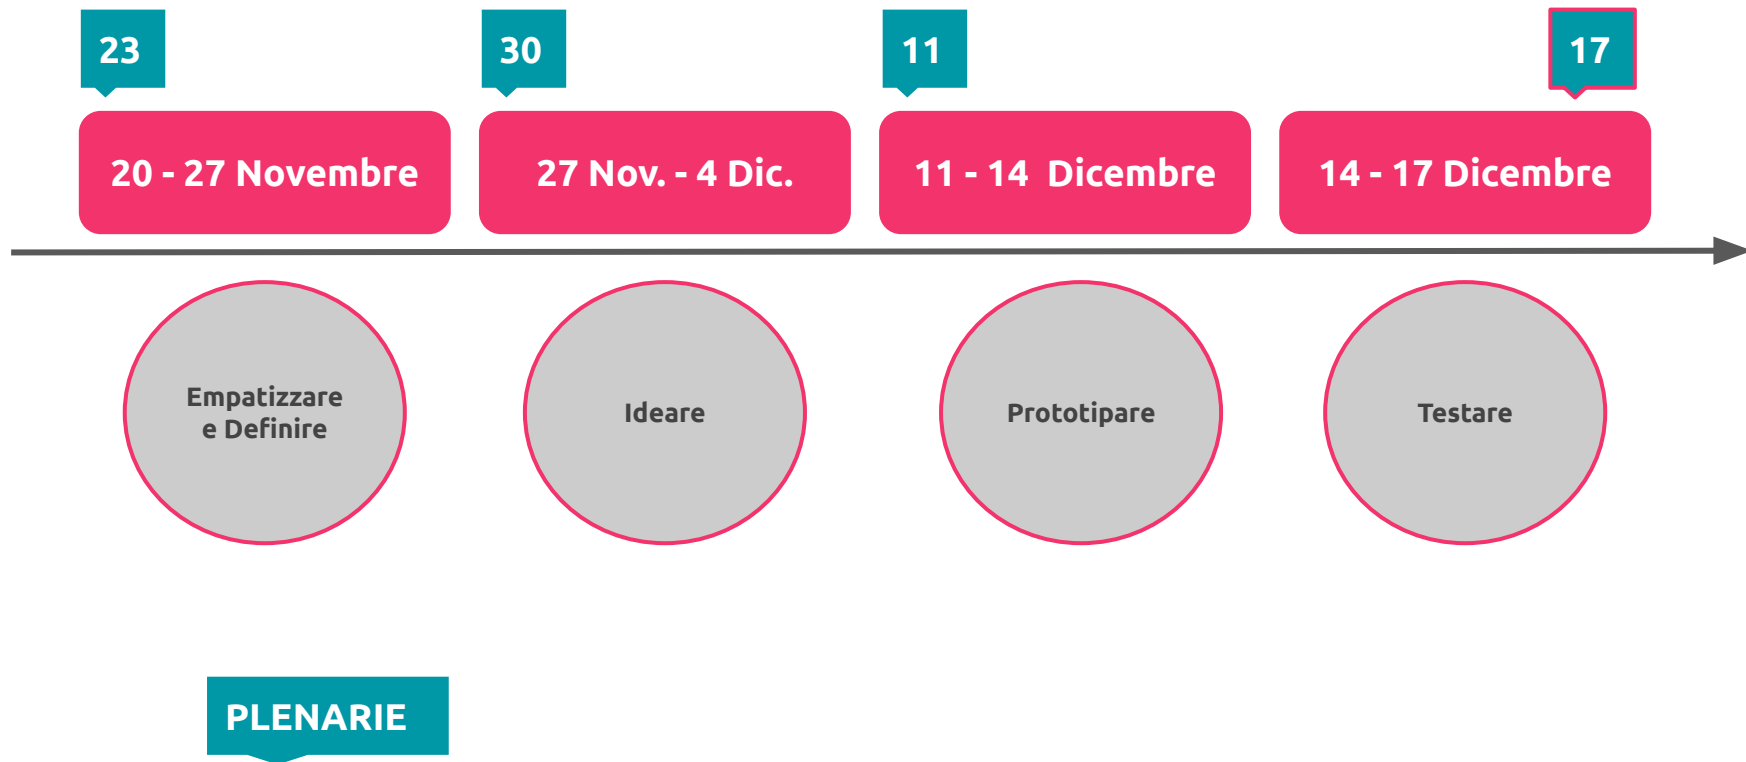 23
30
11
17
20 - 27 Novembre
27 Nov. - 4 Dic.
11 - 14 Dicembre
14 - 17 Dicembre
Empatizzare
e Definire
Ideare
Prototipare
Testare
PLENARIE